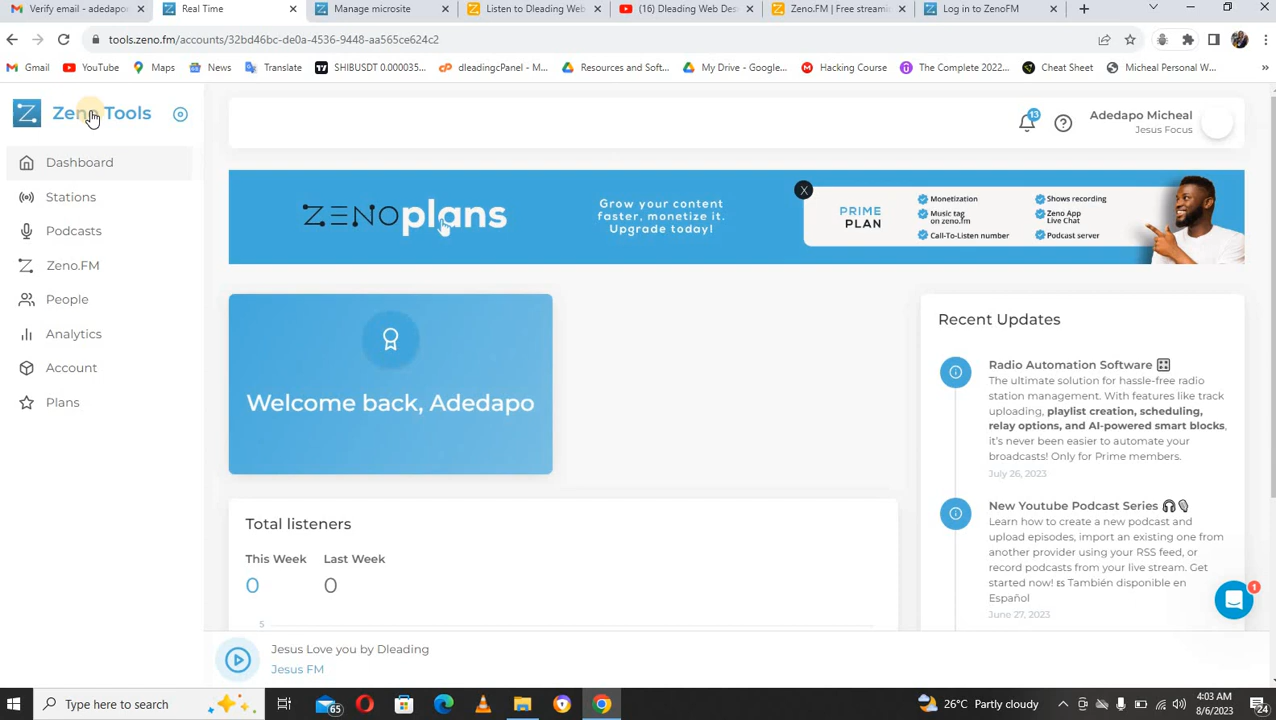 Verify email - adedapor
Real Time
Manage microsite
Listen to Dleading Web
(16) Dleading Web Des
Zeno.FM | Free streamin
Log in to ZenoFM
tools.zeno.fm/accounts/32bd46bc-de0a-4536-9448-aa565ce624c2
Gmail
YouTube
Maps
News
Translate
SHIBUSDT 0.000035...
dleadingcPanel - M...
Resources and Soft...
My Drive - Google...
Hacking Course
The Complete 2022...
Cheat Sheet
Micheal Personal W...
Zeno Tools
Dashboard
Stations
Podcasts
Zeno.FM
People
Analytics
Account
Plans
13
Adedapo Micheal
Jesus Focus
ZENOplans
Grow your content
faster, monetize it.
Upgrade today!
X
PRIME
PLAN
Monetization
Music tag
on zeno.fm
Call-To-Listen number
Shows recording
Zeno App
Live Chat
Podcast server
Welcome back, Adedapo
Total listeners
This Week Last Week
0 0
5
Recent Updates
Radio Automation Software
The ultimate solution for hassle-free radio
station management. With features like track
uploading, playlist creation, scheduling,
relay options, and AI-powered smart blocks,
it's never been easier to automate your
broadcasts! Only for Prime members.
July 26, 2023
New Youtube Podcast Series
Learn how to create a new podcast and
upload episodes, import an existing one from
another provider using your RSS feed, or
record podcasts from your live stream. Get
started now! ES También disponible en
Español
June 27, 2023
1
Jesus Love you by Dleading
Jesus FM
Type here to search
65
26°C Partly cloudy
4:03 AM
8/6/2023
24